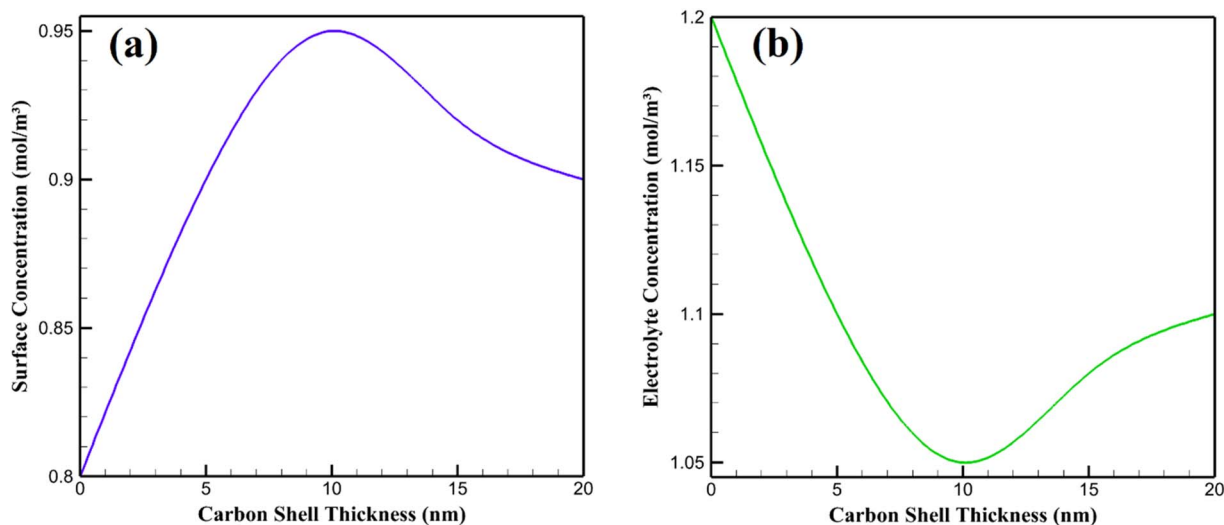 (a)
Surface Concentration (mol/m³)
0.95
0.9
0.85
0.8
0 5 10 15 20
Carbon Shell Thickness (nm)
(b)
Electrolyte Concentration (mol/m³)
1.2
1.15
1.1
1.05
0 5 10 15 20
Carbon Shell Thickness (nm)